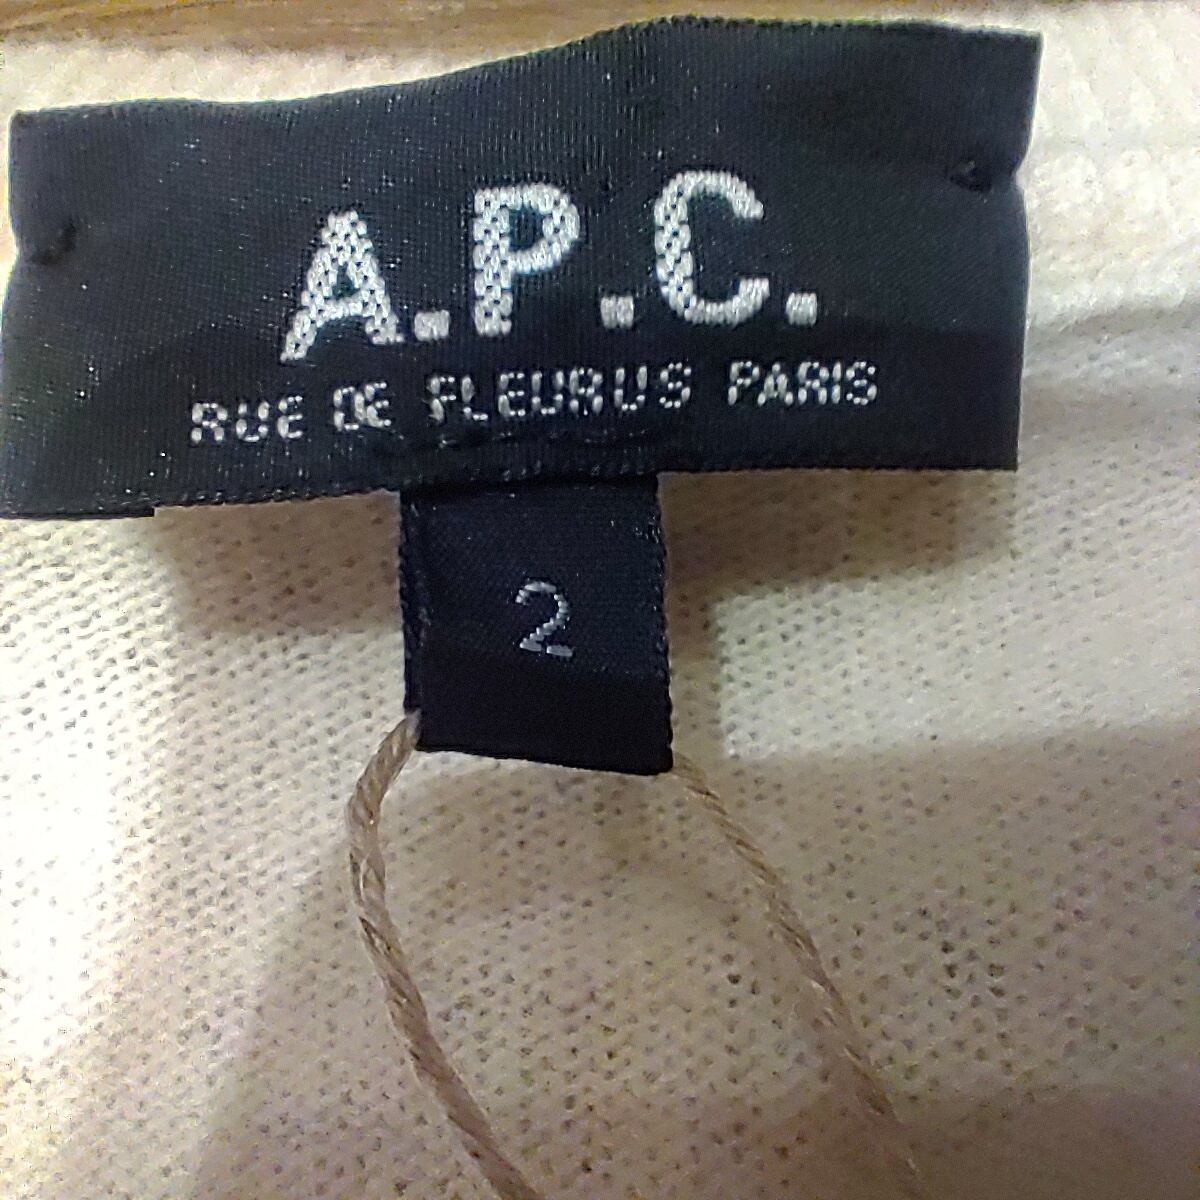 A.P.C.
RUE DE FLEURUS PARIS
2